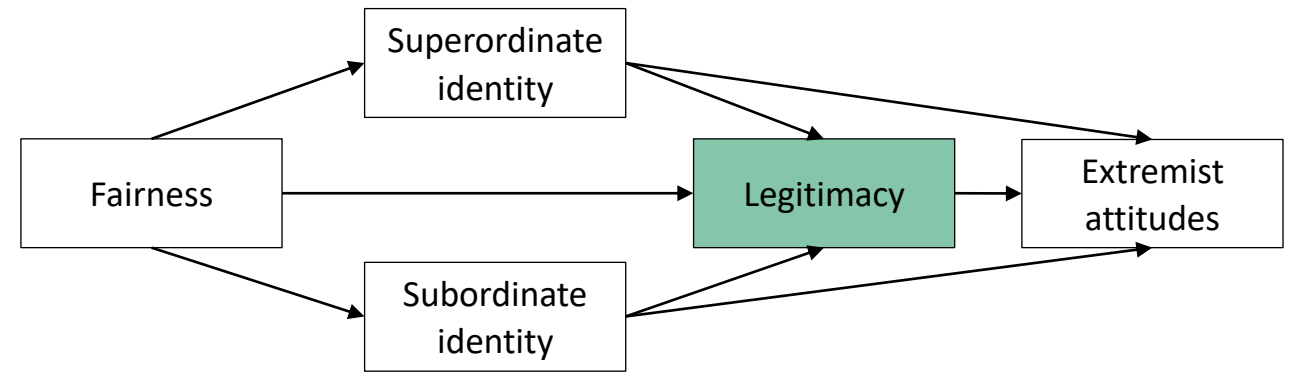 Superordinate
identity
Fairness
Legitimacy
Extremist
attitudes
Subordinate
identity